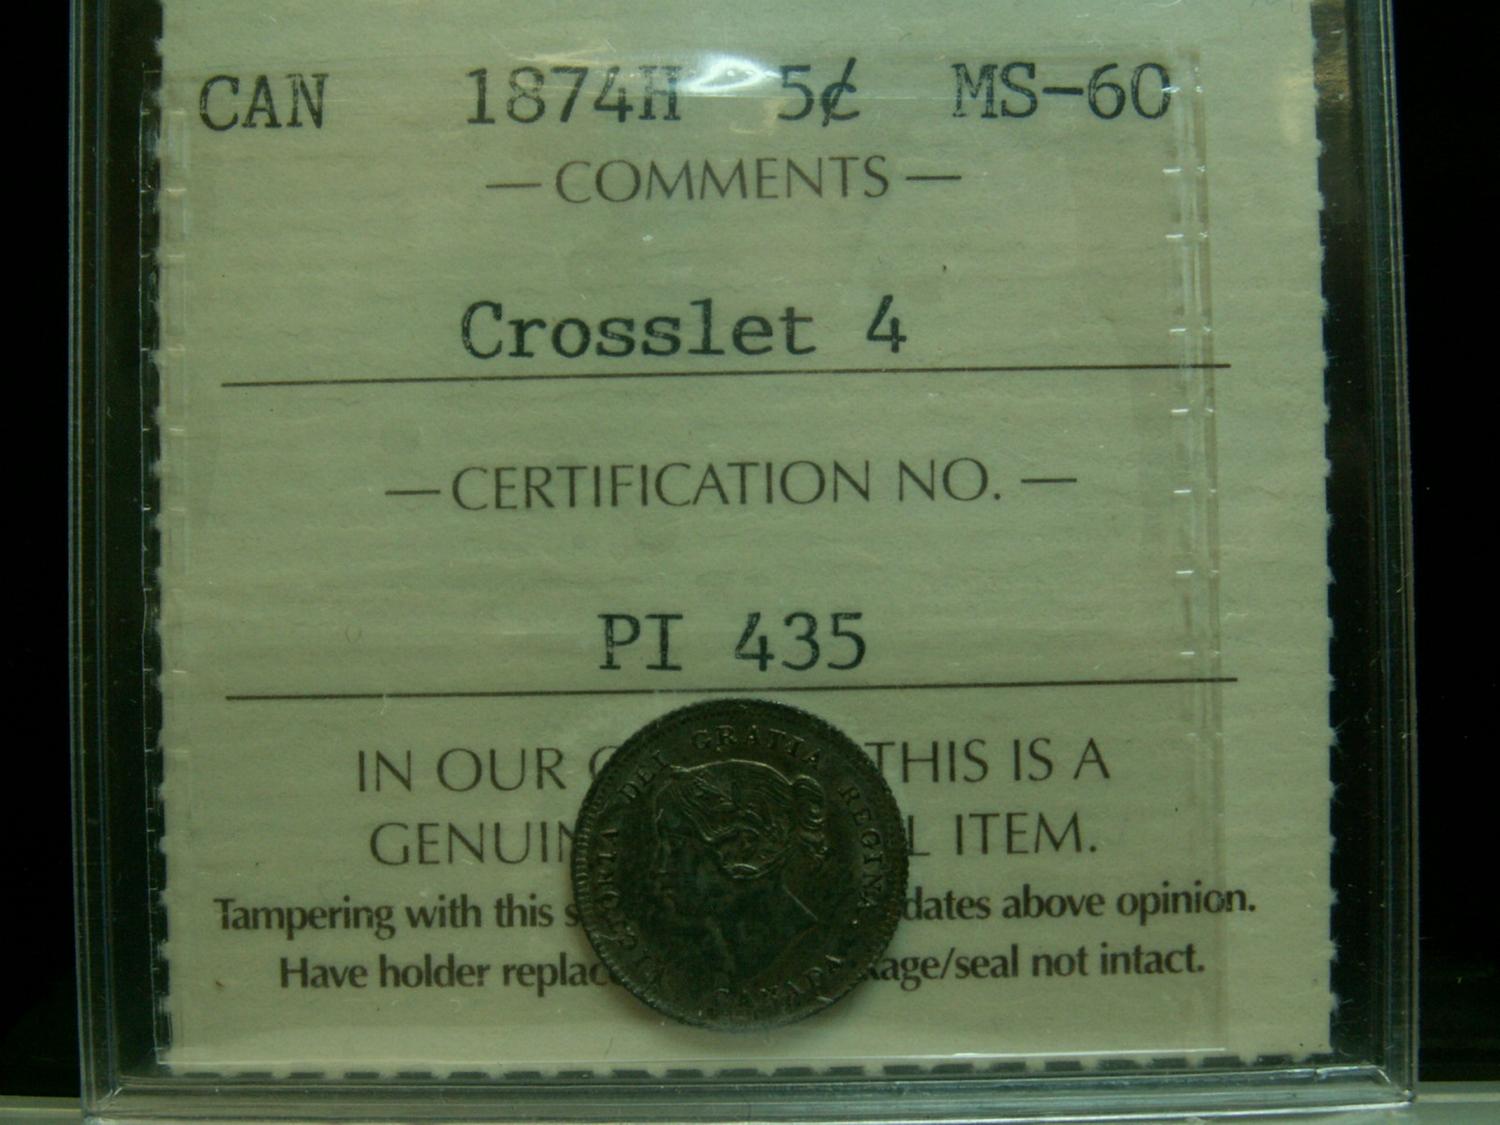 CAN 1874H 5¢ MS-60
— COMMENTS —
Crosslet 4
— CERTIFICATION NO. —
PI 435
IN OUR THIS IS A
GENUIN L ITEM.
Tampering with this s dates above opinion.
Have holder replac kage/seal not intact.
VICTORIA DEI GRATIA REGINA.
CANADA